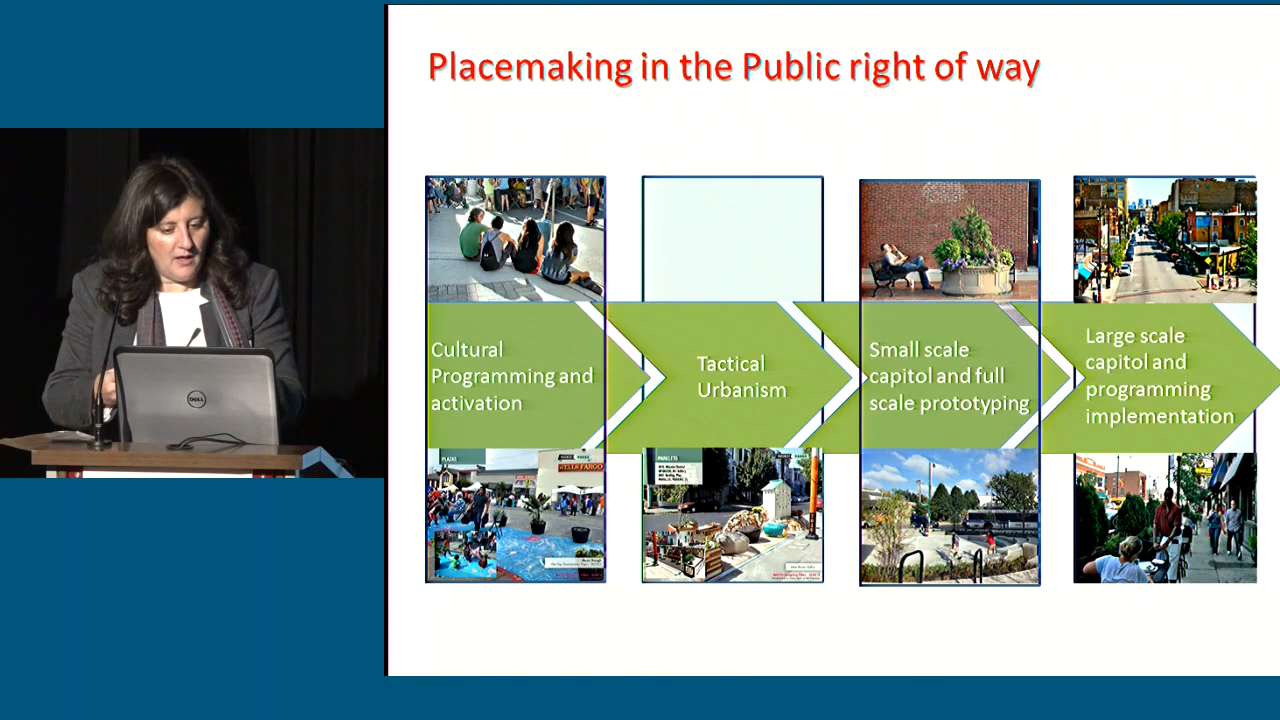 Placemaking in the Public right of way
Cultural
Programming and
activation
Tactical
Urbanism
Small scale
capitol and full
scale prototyping
Large scale
capitol and
programming
implementation
PLAZAS
WELLS FARGO
PARKLETS
DELL